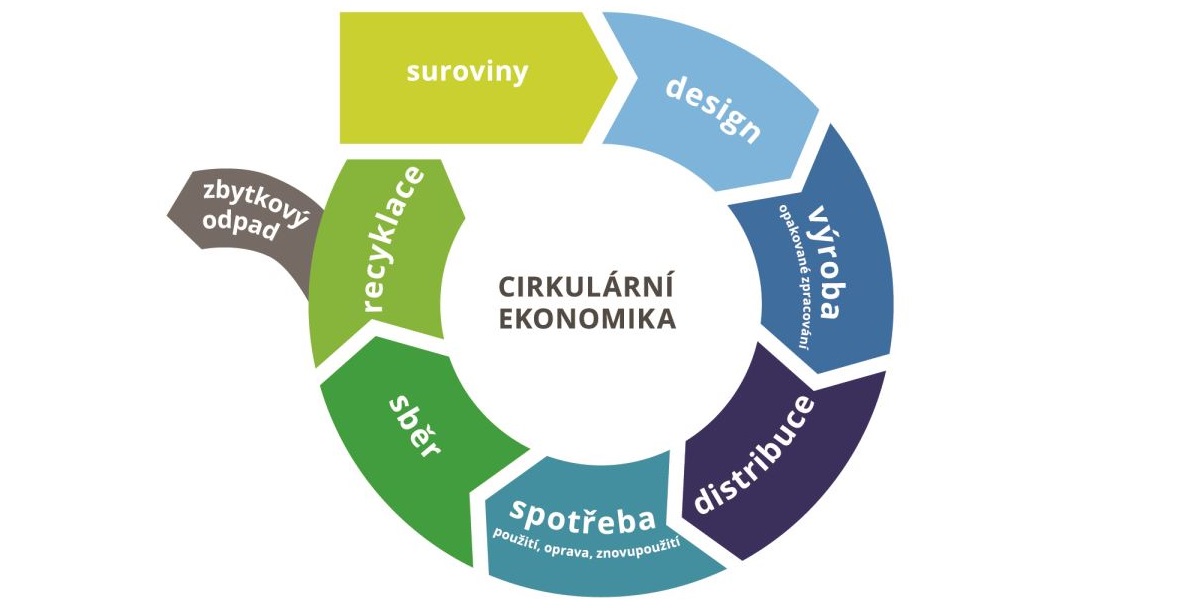 suroviny
design
výroba
opakované zpracování
distribuce
spotřeba
použití, oprava, znovupoužití
sběr
recyklace
zbytkový
odpad
CIRKULÁRNÍ
EKONOMIKA